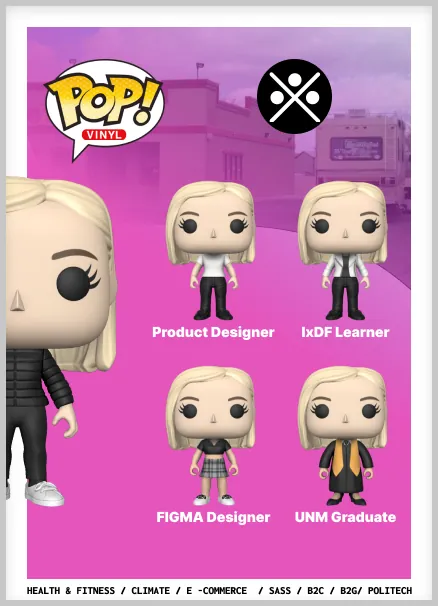 POP!
VINYL
Product Designer
IxDF Learner
FIGMA Designer
UNM Graduate
HEALTH & FITNESS / CLIMATE / E -COMMERCE / SASS / B2C / B2G/ POLITECH